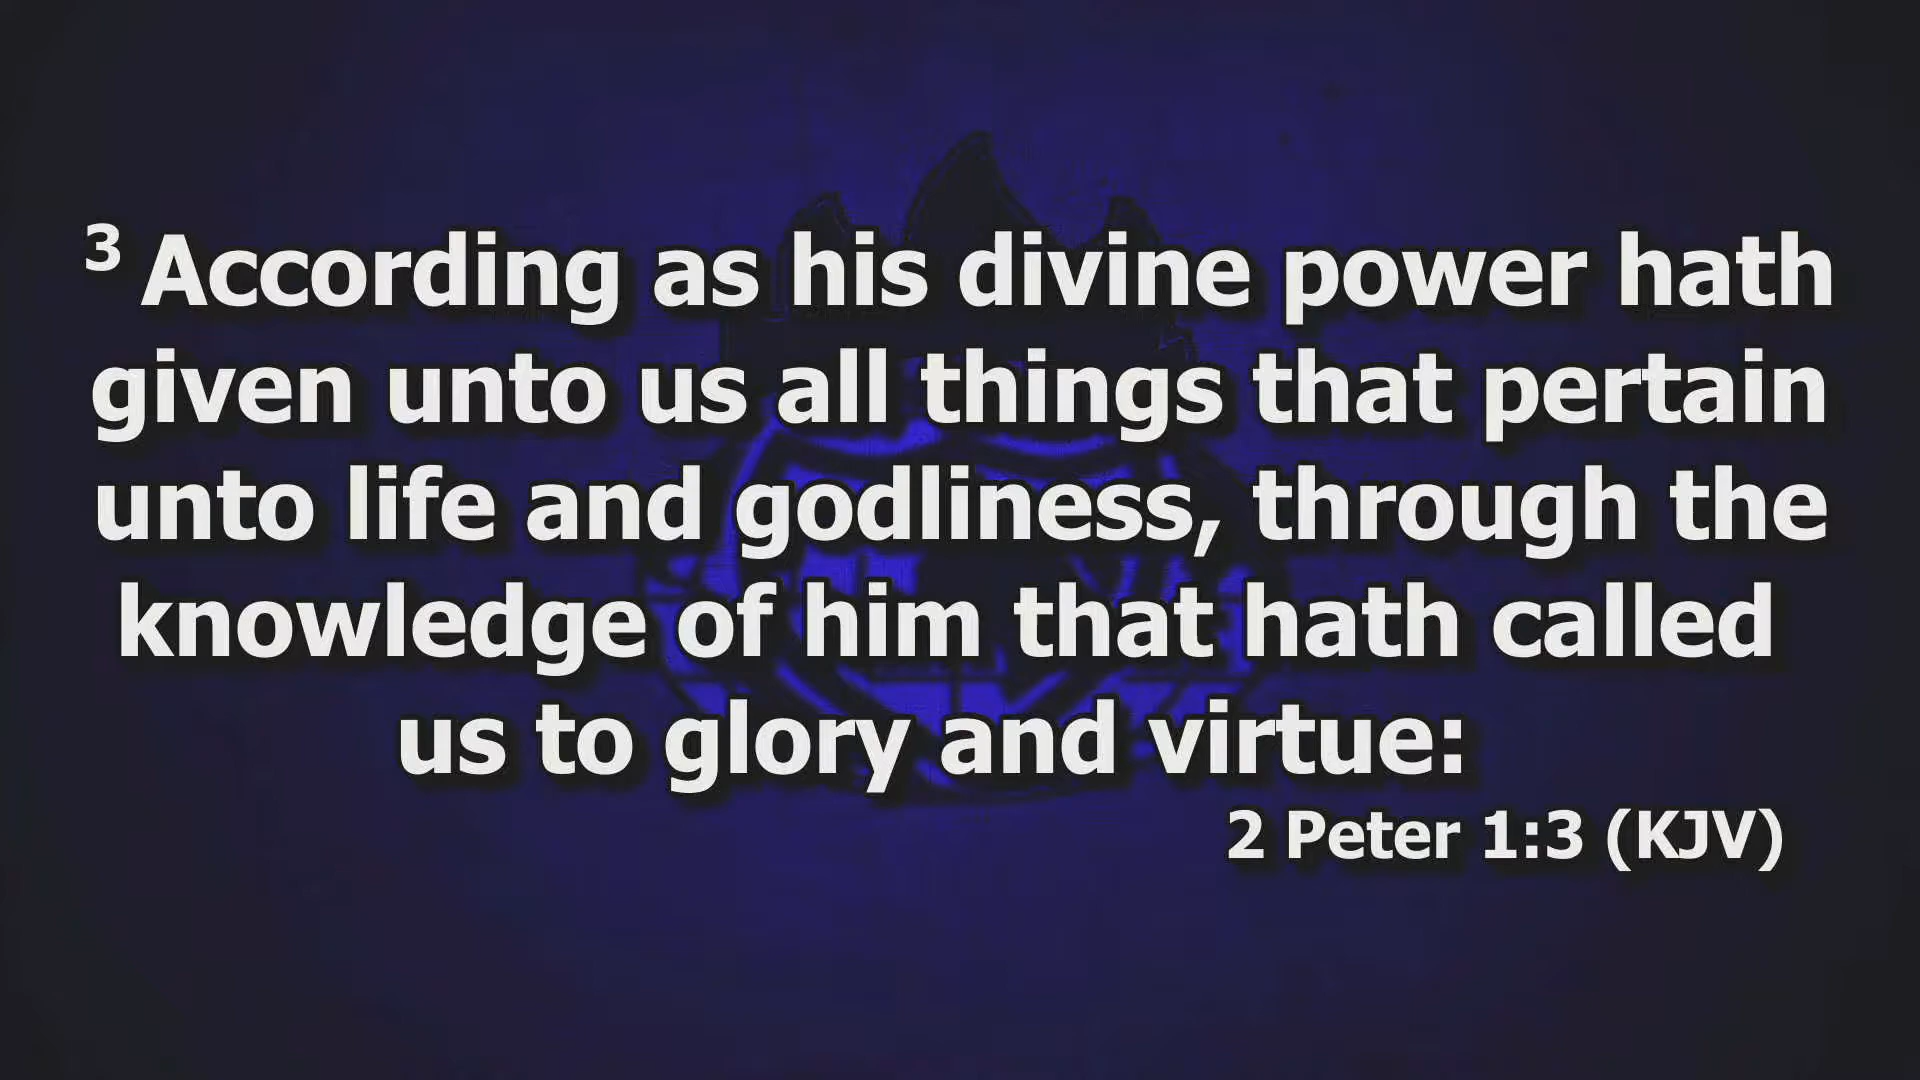 3 According as his divine power hath
given unto us all things that pertain
unto life and godliness, through the
knowledge of him that hath called
us to glory and virtue:
2 Peter 1:3 (KJV)